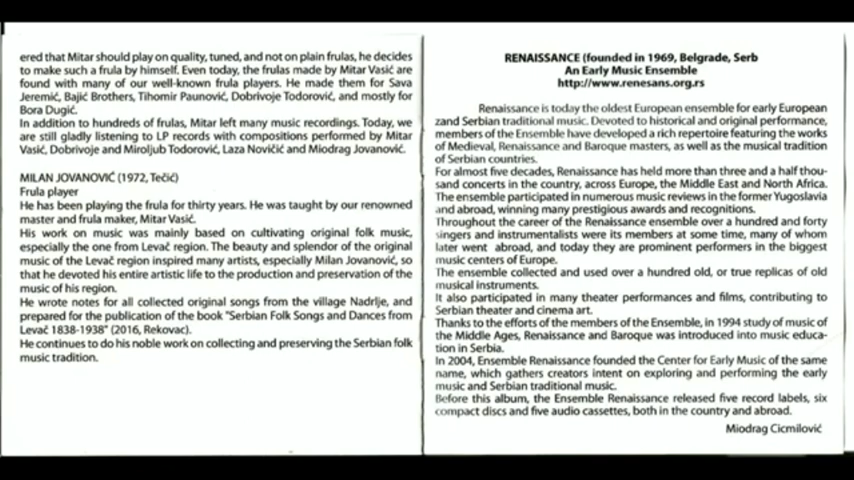 ered that Mitar should play on quality, tuned, and not on plain frulas, he decides
to make such a frula by himself. Even today, the frulas made by Mitar Vasić are
found with many of our well-known frula players. He made them for Sava
Jeremić, Bajić Brothers, Tihomir Paunović, Dobrivoje Todorović, and mostly for
Bora Dugić.
In addition to hundreds of frulas, Mitar left many music recordings. Today, we
are still gladly listening to LP records with compositions performed by Mitar
Vasić, Dobrivoje and Miroljub Todorović, Laza Novičić and Miodrag Jovanović.
MILAN JOVANOVIĆ (1972, Tečić)
Frula player
He has been playing the frula for thirty years. He was taught by our renowned
master and frula maker, Mitar Vasić.
His work on music was mainly based on cultivating original folk music,
especially the one from Levač region. The beauty and splendor of the original
music of the Levač region inspired many artists, especially Milan Jovanović, so
that he devoted his entire artistic life to the production and preservation of the
music of his region.
He wrote notes for all collected original songs from the village Nadrlje, and
prepared for the publication of the book "Serbian Folk Songs and Dances from
Levač 1838-1938" (2016, Rekovac).
He continues to do his noble work on collecting and preserving the Serbian folk
music tradition.
RENAISSANCE (founded in 1969, Belgrade, Serb
An Early Music Ensemble
http://www.renesans.org.rs
Renaissance is today the oldest European ensemble for early European
zand Serbian traditional music. Devoted to historical and original performance,
members of the Ensemble have developed a rich repertoire featuring the works
of Medieval, Renaissance and Baroque masters, as well as the musical tradition
of Serbian countries.
For almost five decades, Renaissance has held more than three and a half thou-
sand concerts in the country, across Europe, the Middle East and North Africa.
The ensemble participated in numerous music reviews in the former Yugoslavia
and abroad, winning many prestigious awards and recognitions.
Throughout the career of the Renaissance ensemble over a hundred and forty
singers and instrumentalists were its members at some time, many of whom
later went abroad, and today they are prominent performers in the biggest
music centers of Europe.
The ensemble collected and used over a hundred old, or true replicas of old
musical instruments.
It also participated in many theater performances and films, contributing to
Serbian theater and cinema art.
Thanks to the efforts of the members of the Ensemble, in 1994 study of music of
the Middle Ages, Renaissance and Baroque was introduced into music educa-
tion in Serbia.
In 2004, Ensemble Renaissance founded the Center for Early Music of the same
name, which gathers creators intent on exploring and performing the early
music and Serbian traditional music.
Before this album, the Ensemble Renaissance released five record labels, six
compact discs and five audio cassettes, both in the country and abroad.
Miodrag Cicmilović